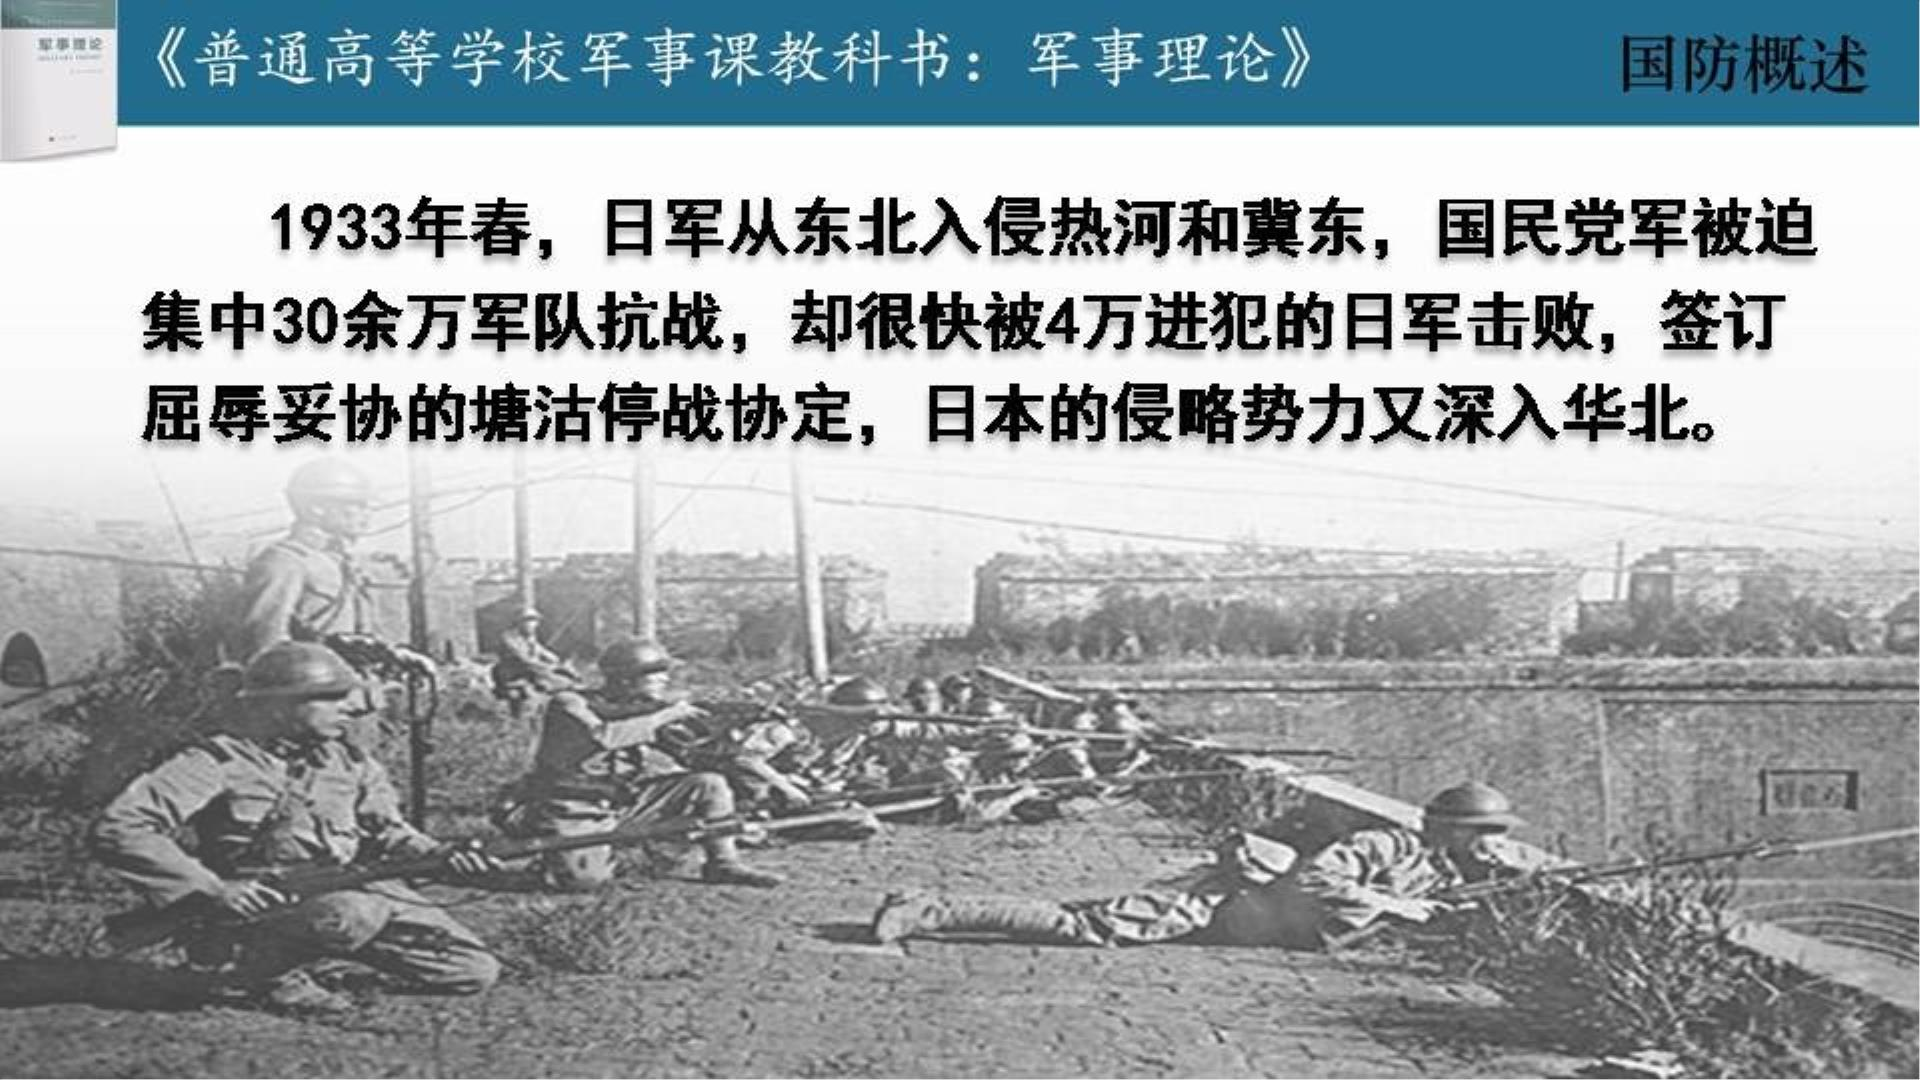 军事理论
《普通高等学校军事课教科书：军事理论》
国防概述
1933年春，日军从东北入侵热河和冀东，国民党军被迫
集中30余万军队抗战，却很快被4万进犯的日军击败，签订
屈辱妥协的塘沽停战协定，日本的侵略势力又深入华北。